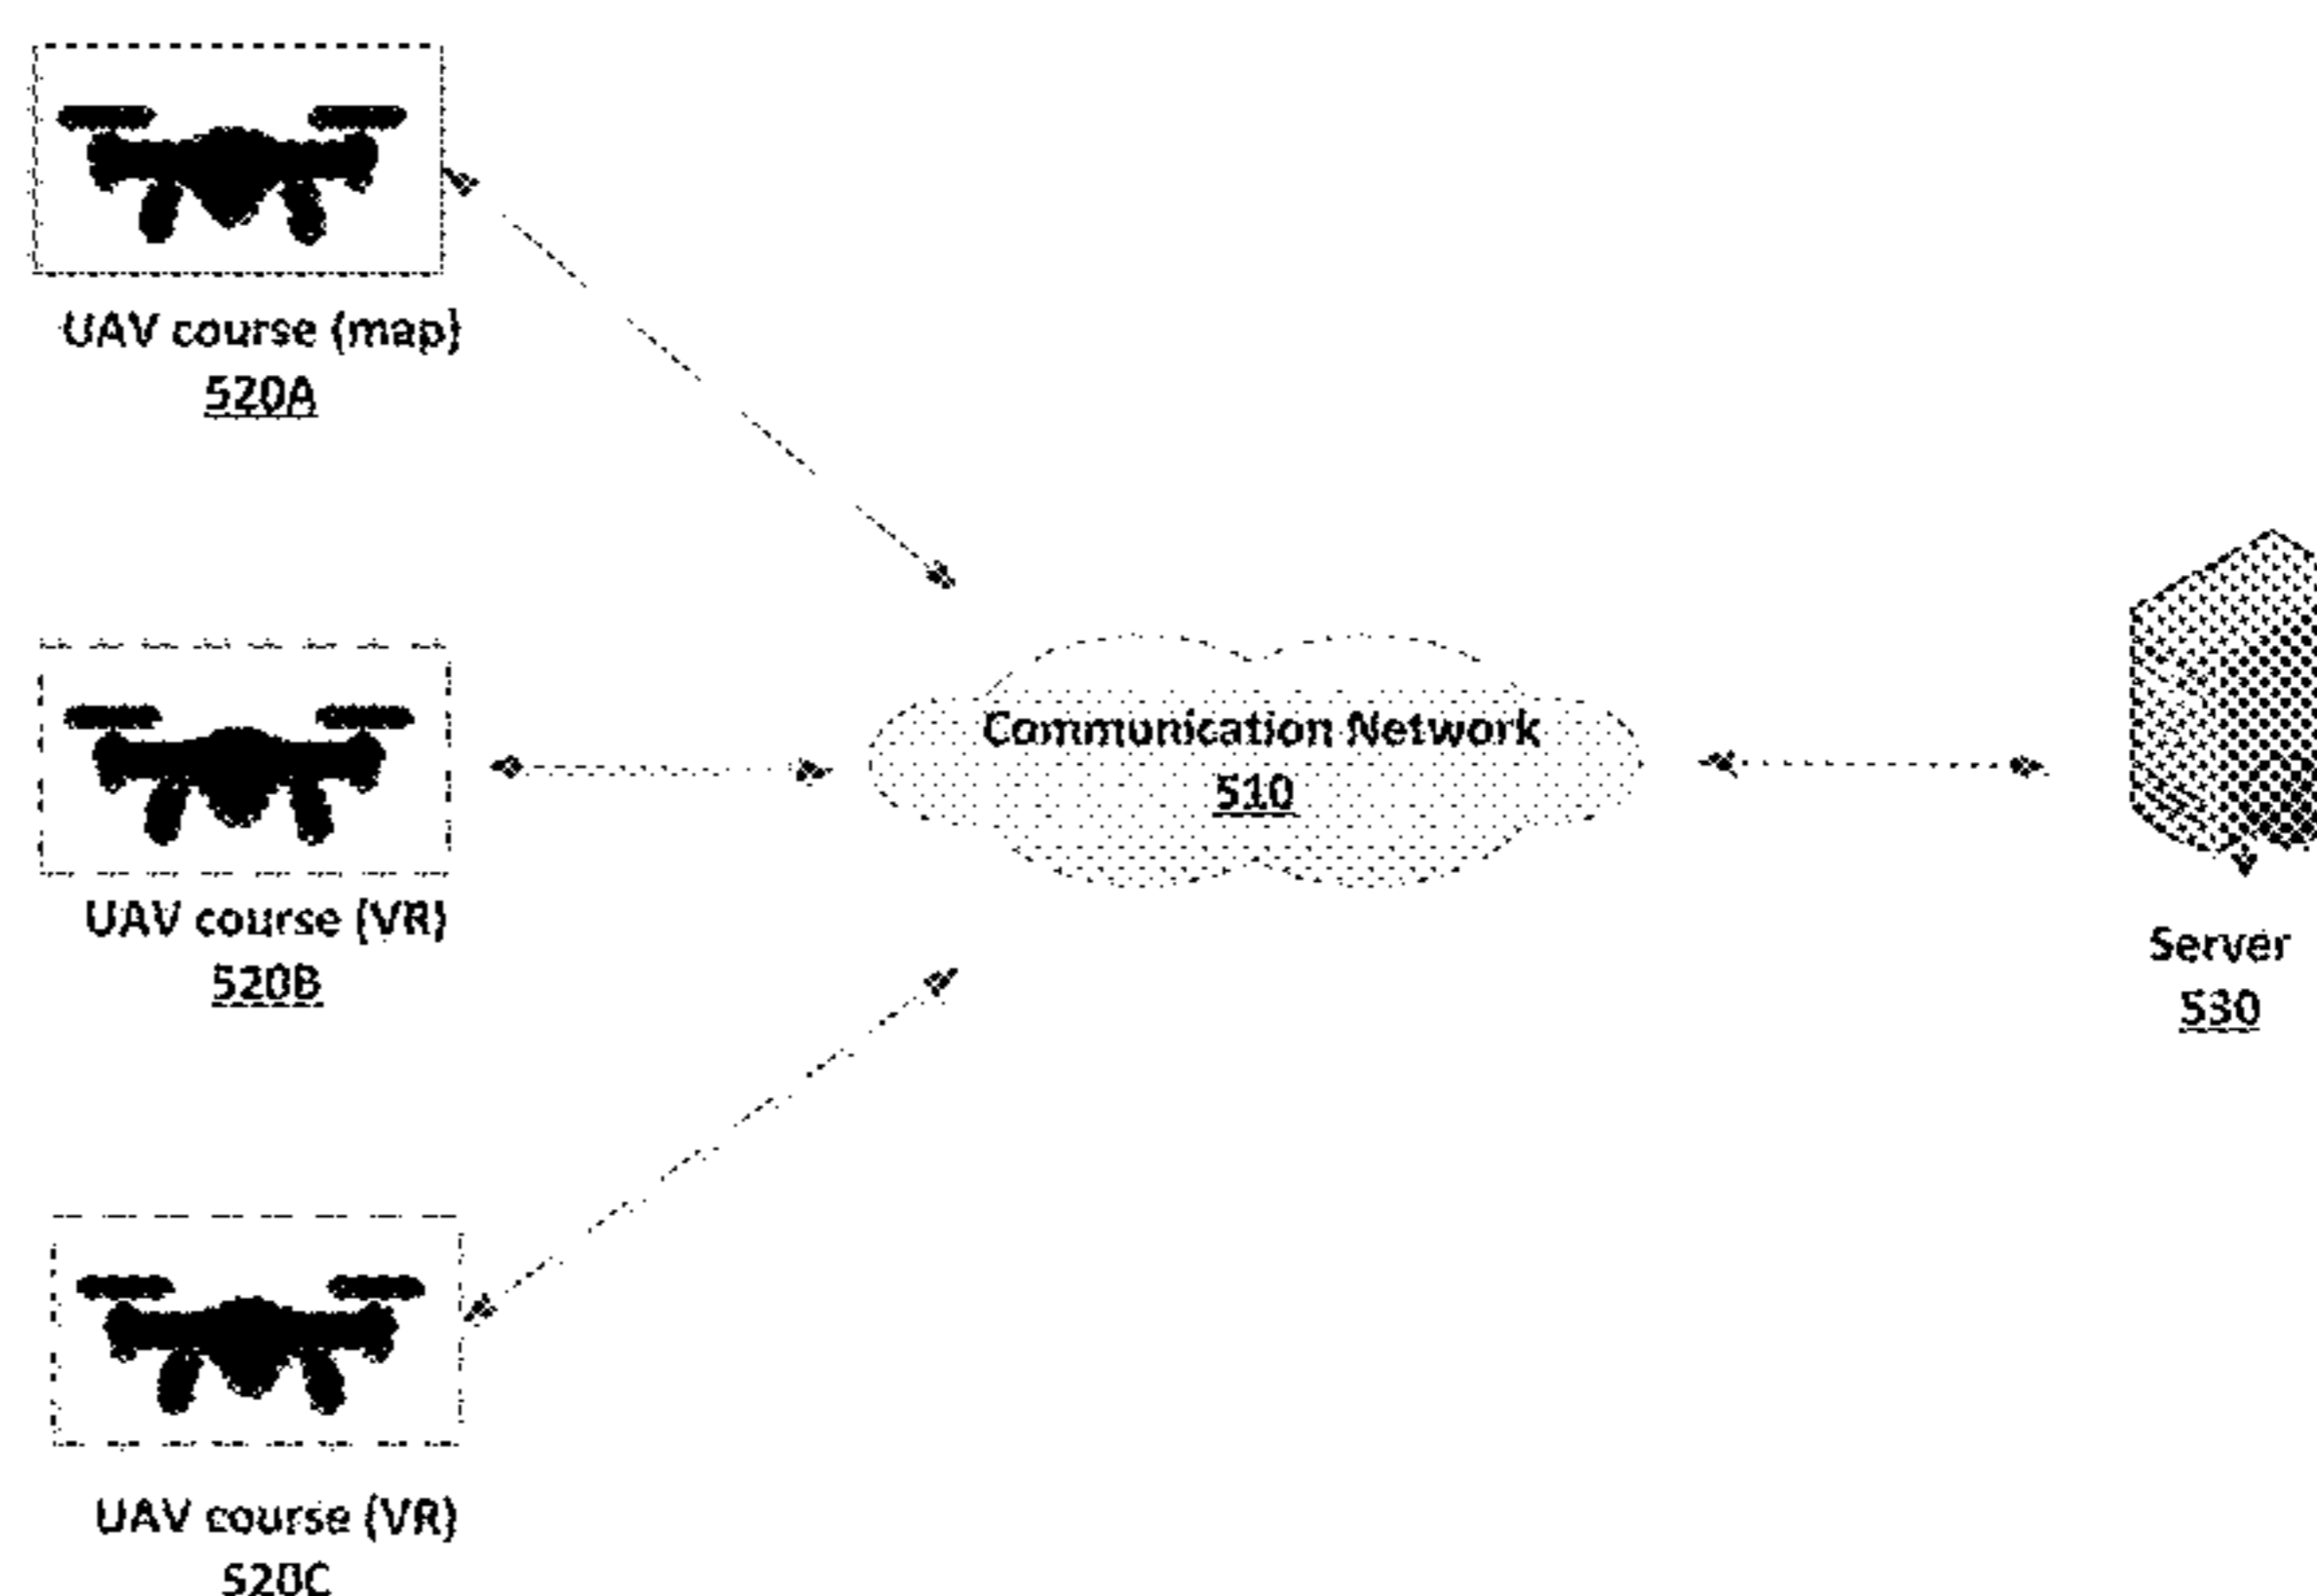 UAV course (map)
520A
Communication Network
510
UAV course (VR)
520B
Server
530
UAV course (VR)
520C